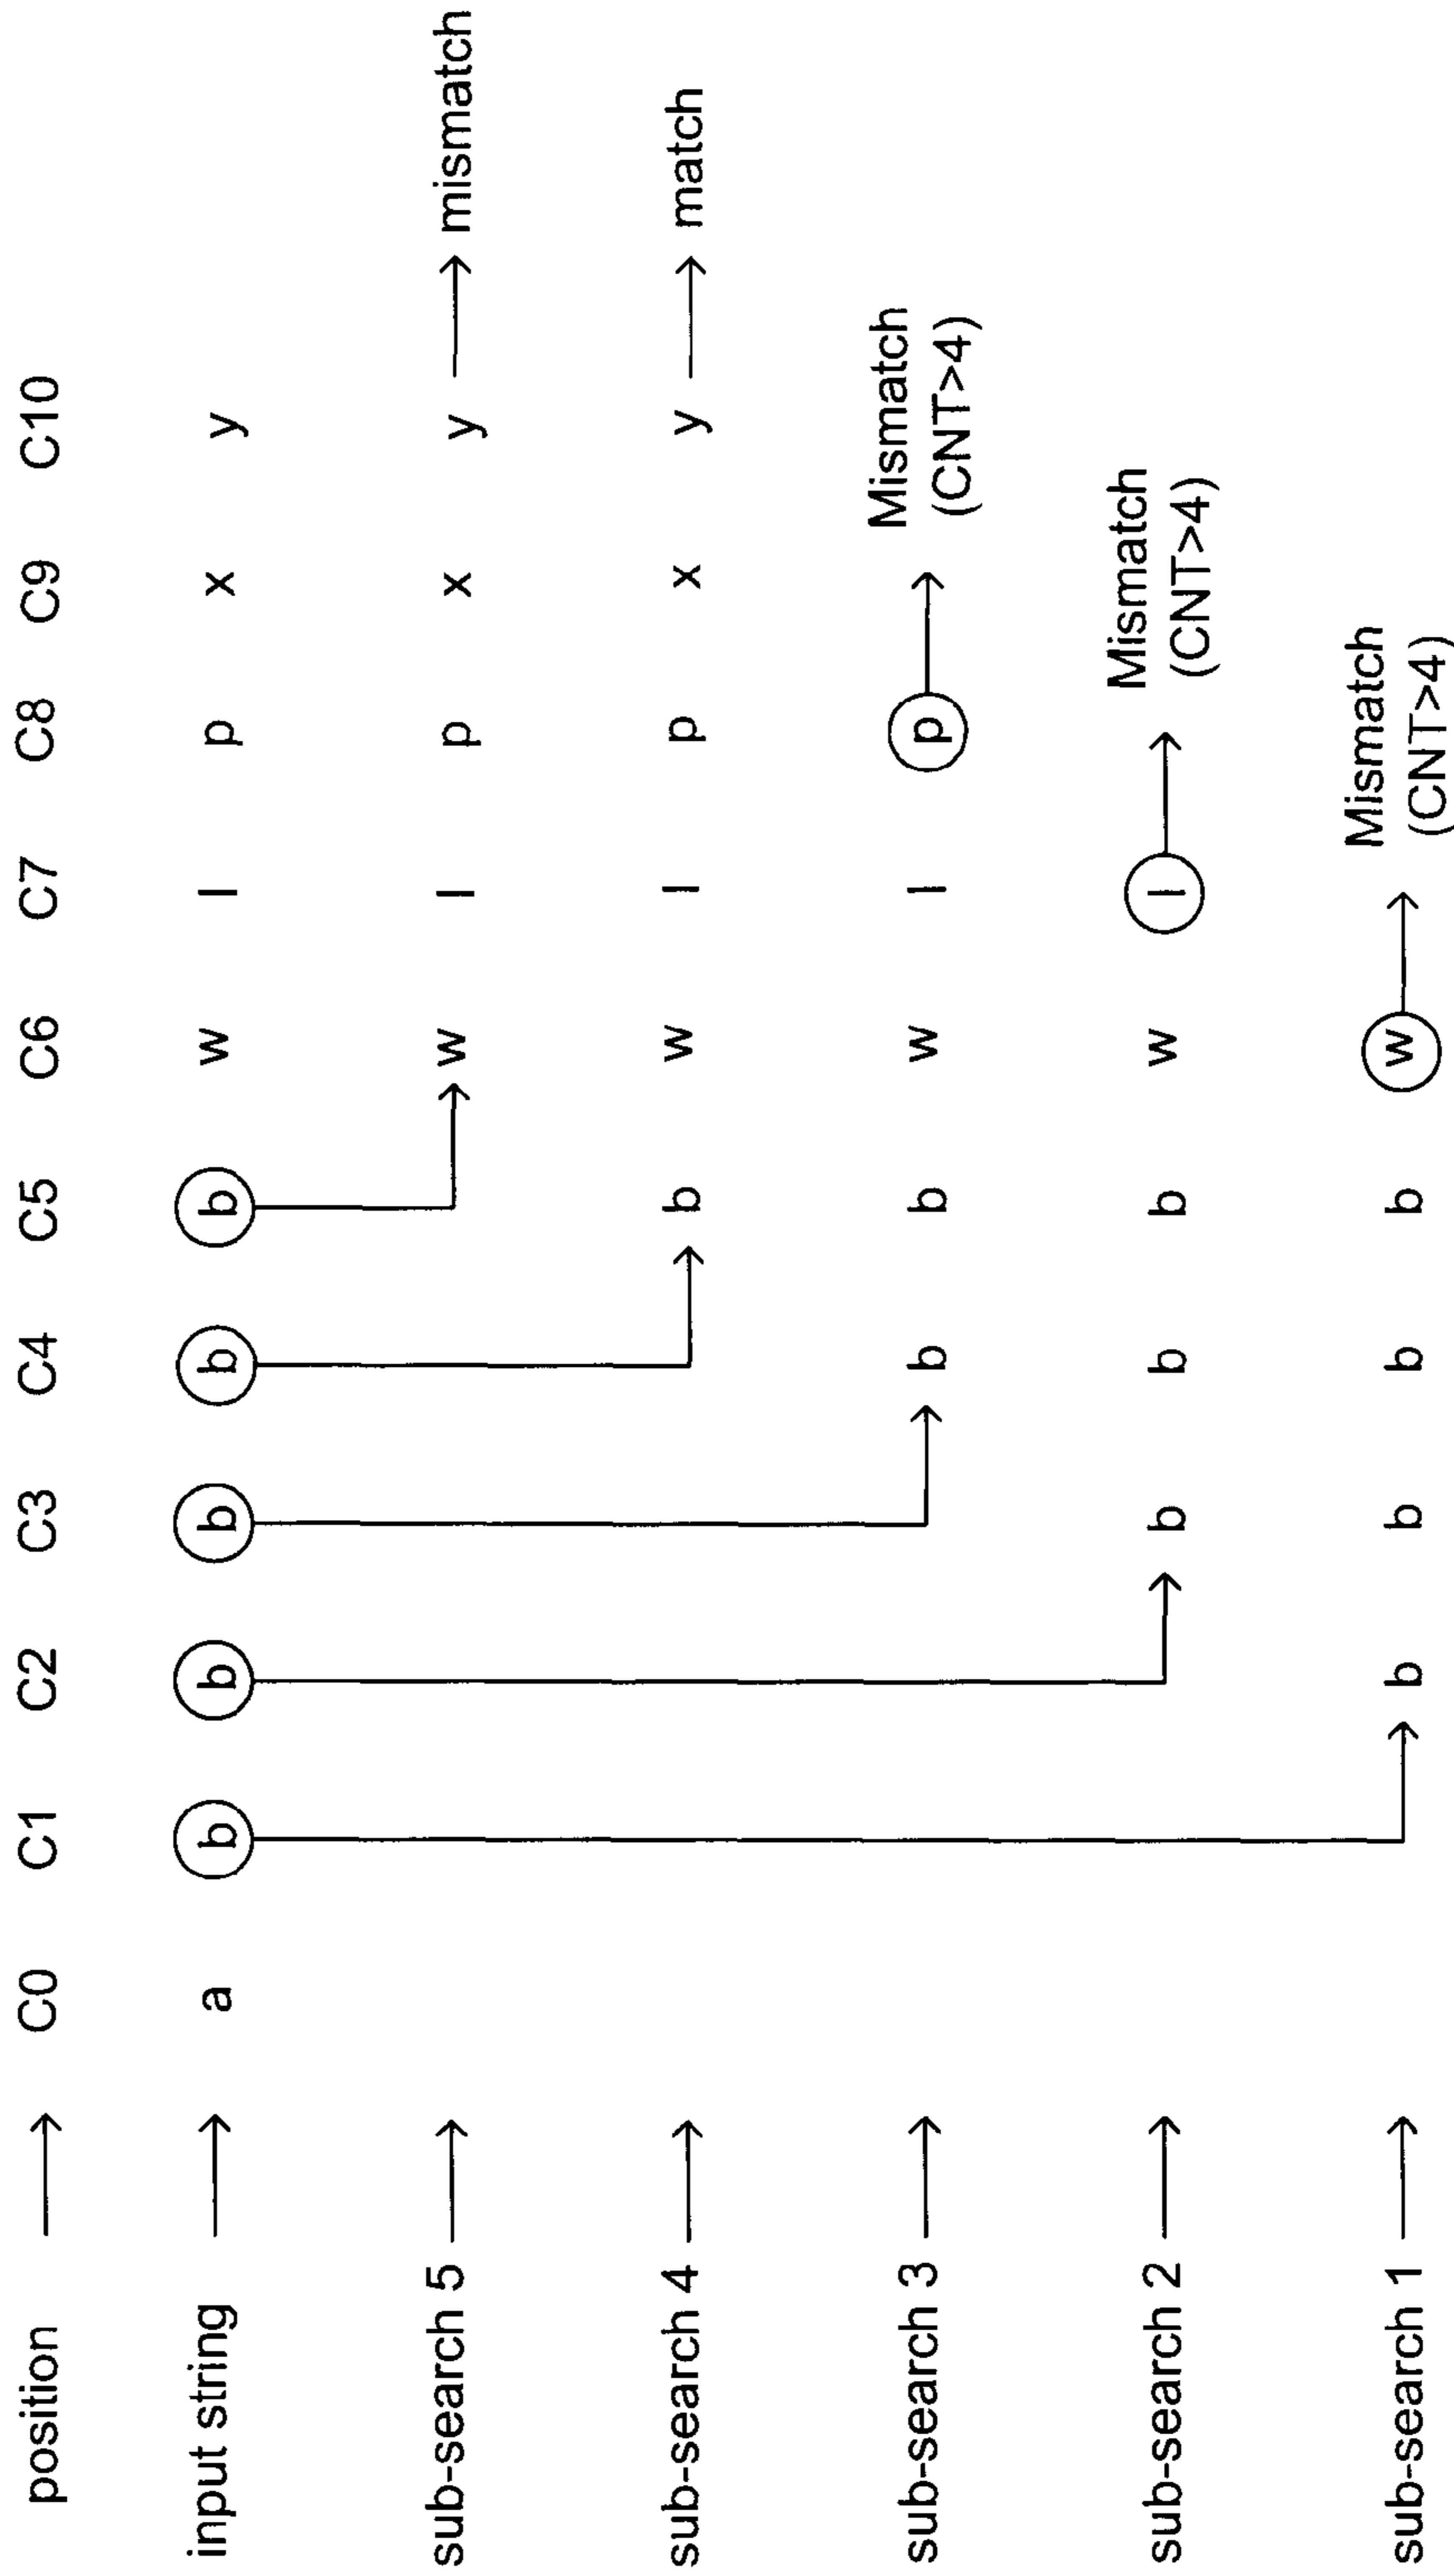 position C0 C1 C2 C3 C4 C5 C6 C7 C8 C9 C10
input string a b b b b b w l p x y
sub-search 5 w l p x y mismatch
sub-search 4 b w l p x y match
sub-search 3 b b w l p Mismatch
(CNT>4)
sub-search 2 b b b w l Mismatch
(CNT>4)
sub-search 1 b b b b w Mismatch
(CNT>4)